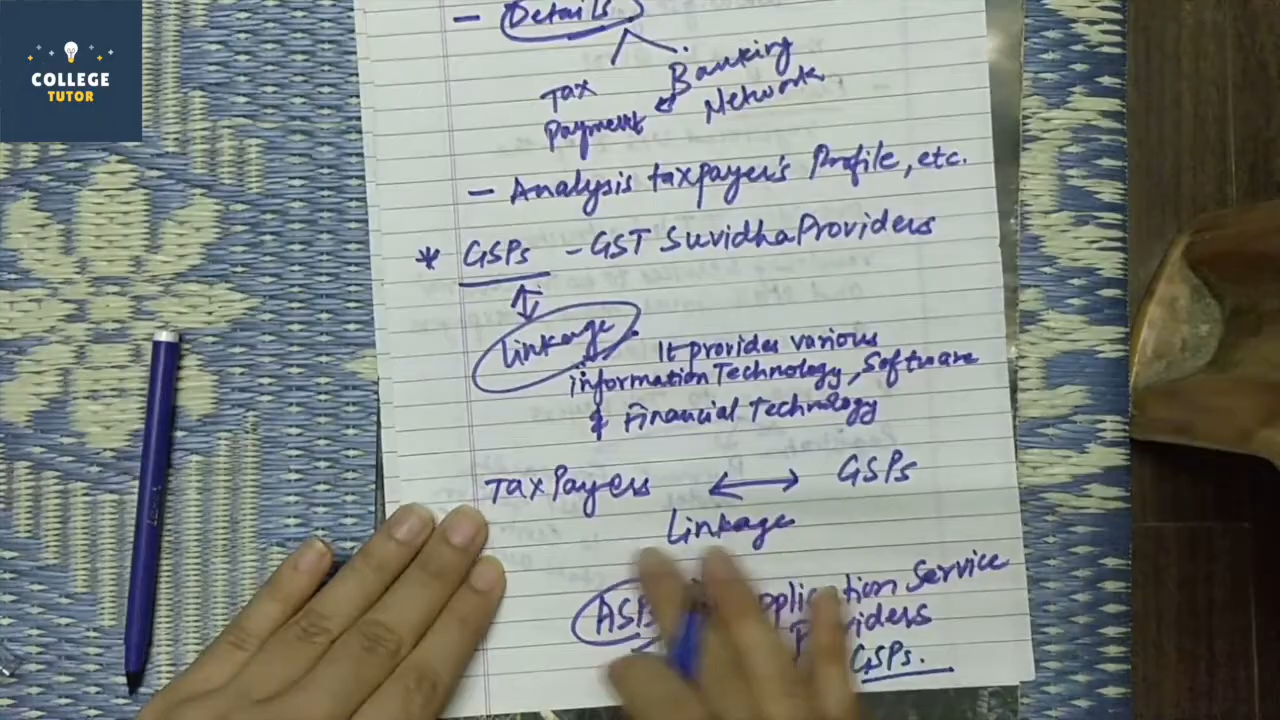 COLLEGE
TUTOR
- Details
Tax Banking
Payment Network
- Analysis taxpayer's Profile, etc.
* GSPs - GST Suvidha Providers
Linkage.
It provides various
information Technology, Software
& Financial Technology
Tax Payers ↔ GSPs
Linkage
ASPs Service
GSPs.